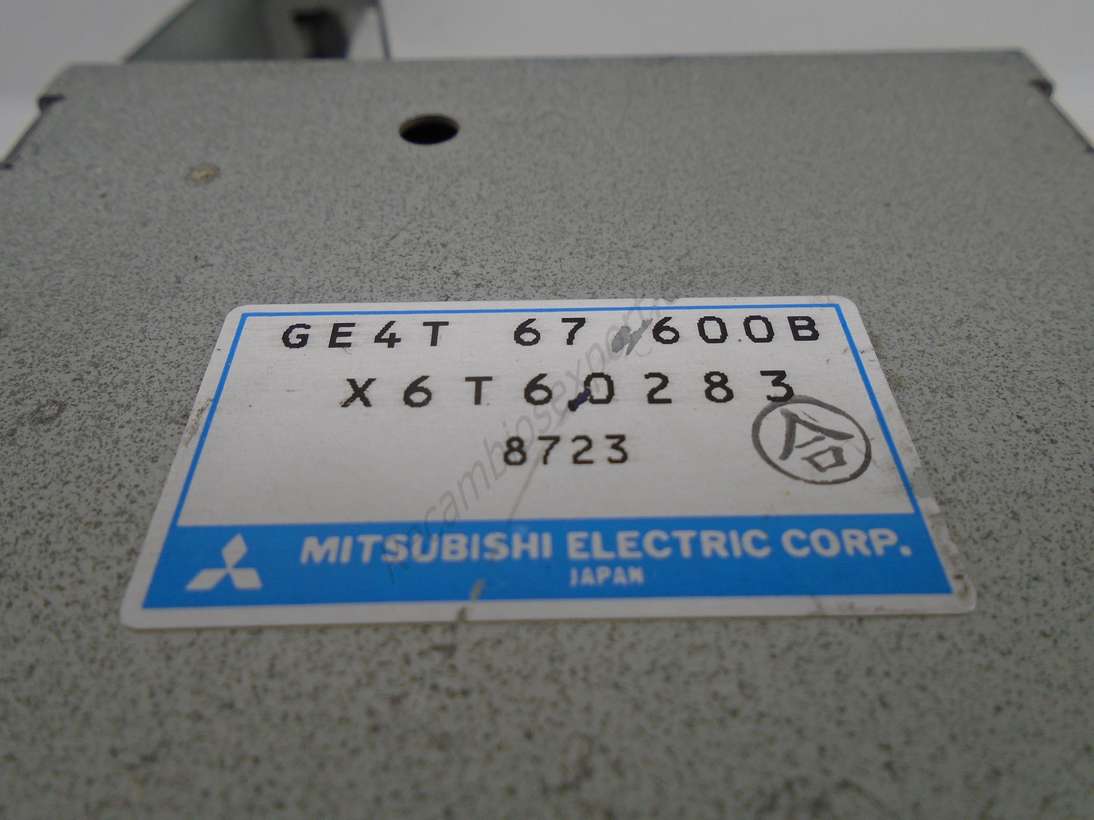 GE4T 67 600B
X6T60283
8723
合
MITSUBISHI ELECTRIC CORP.
JAPAN